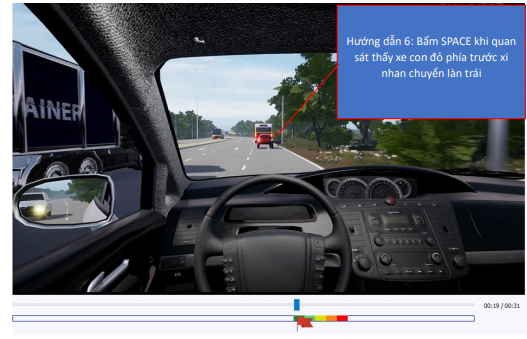 Hướng dẫn 6: Bấm SPACE khi quan
sát thấy xe con đỏ phía trước xi
nhan chuyển làn trái
AINER
00:19 / 00:31